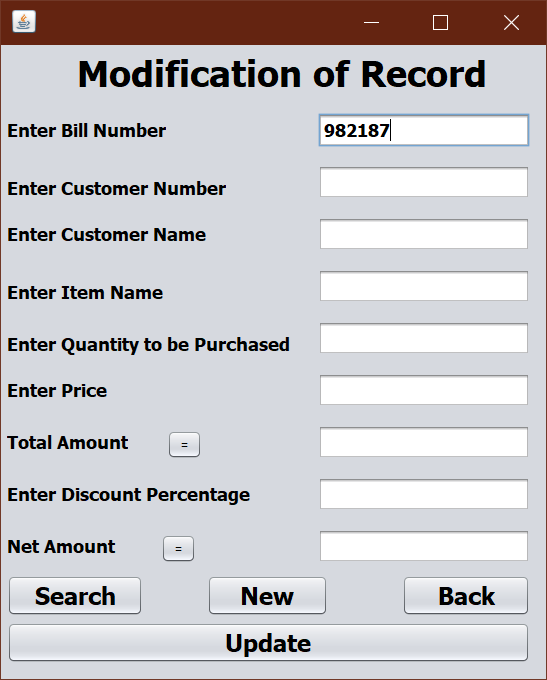 Modification of Record
Enter Bill Number 982187
Enter Customer Number
Enter Customer Name
Enter Item Name
Enter Quantity to be Purchased
Enter Price
Total Amount =
Enter Discount Percentage
Net Amount =
Search New Back
Update